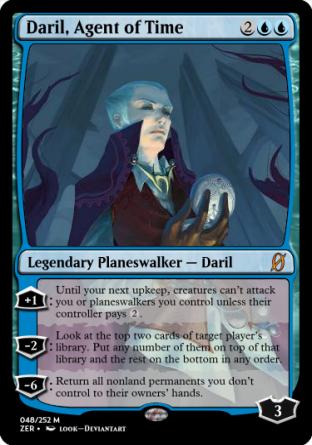 Daril, Agent of Time 2
Legendary Planeswalker — Daril
+1: Until your next upkeep, creatures can't attack
you or planeswalkers you control unless their
controller pays 2.
-2: Look at the top two cards of target player's
library. Put any number of them on top of that
library and the rest on the bottom in any order.
-6: Return all nonland permanents you don't
control to their owners' hands.
3
048/252 M
ZER • LOOK—DEVIANTART